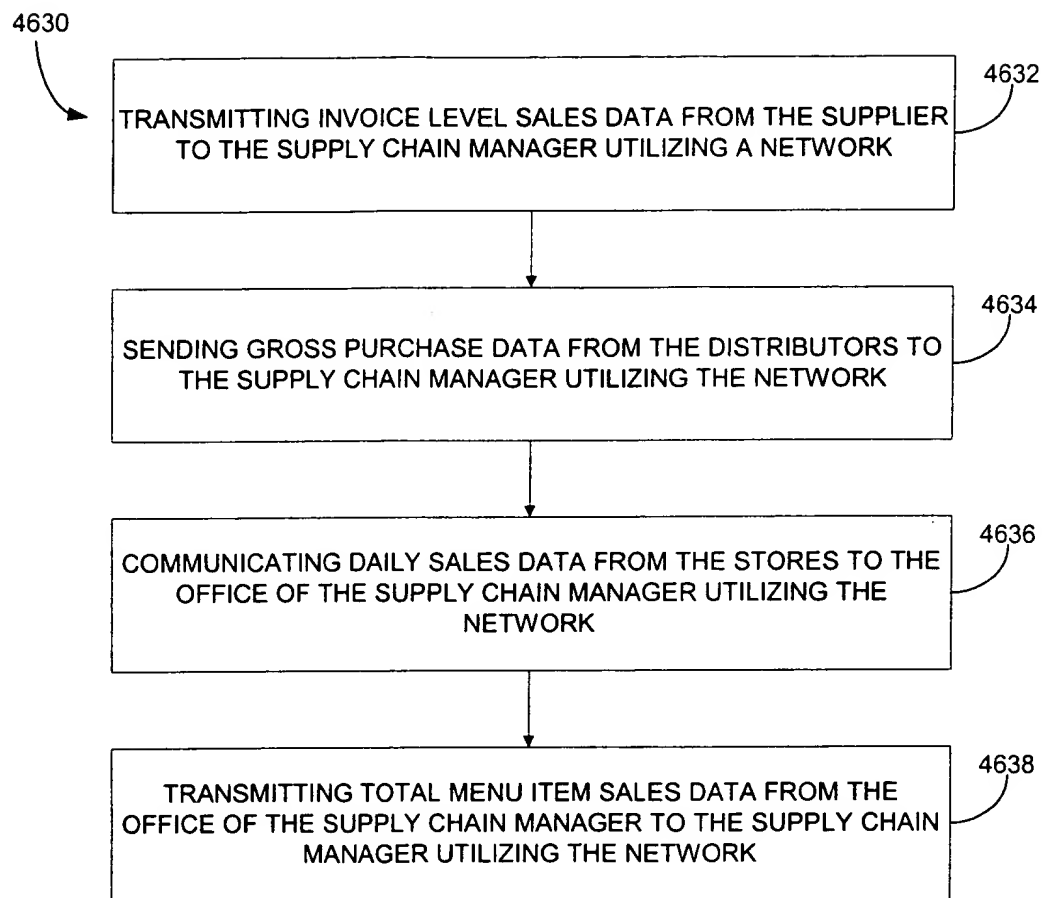 4630
4632
TRANSMITTING INVOICE LEVEL SALES DATA FROM THE SUPPLIER
TO THE SUPPLY CHAIN MANAGER UTILIZING A NETWORK
4634
SENDING GROSS PURCHASE DATA FROM THE DISTRIBUTORS TO
THE SUPPLY CHAIN MANAGER UTILIZING THE NETWORK
4636
COMMUNICATING DAILY SALES DATA FROM THE STORES TO THE
OFFICE OF THE SUPPLY CHAIN MANAGER UTILIZING THE
NETWORK
4638
TRANSMITTING TOTAL MENU ITEM SALES DATA FROM THE
OFFICE OF THE SUPPLY CHAIN MANAGER TO THE SUPPLY CHAIN
MANAGER UTILIZING THE NETWORK